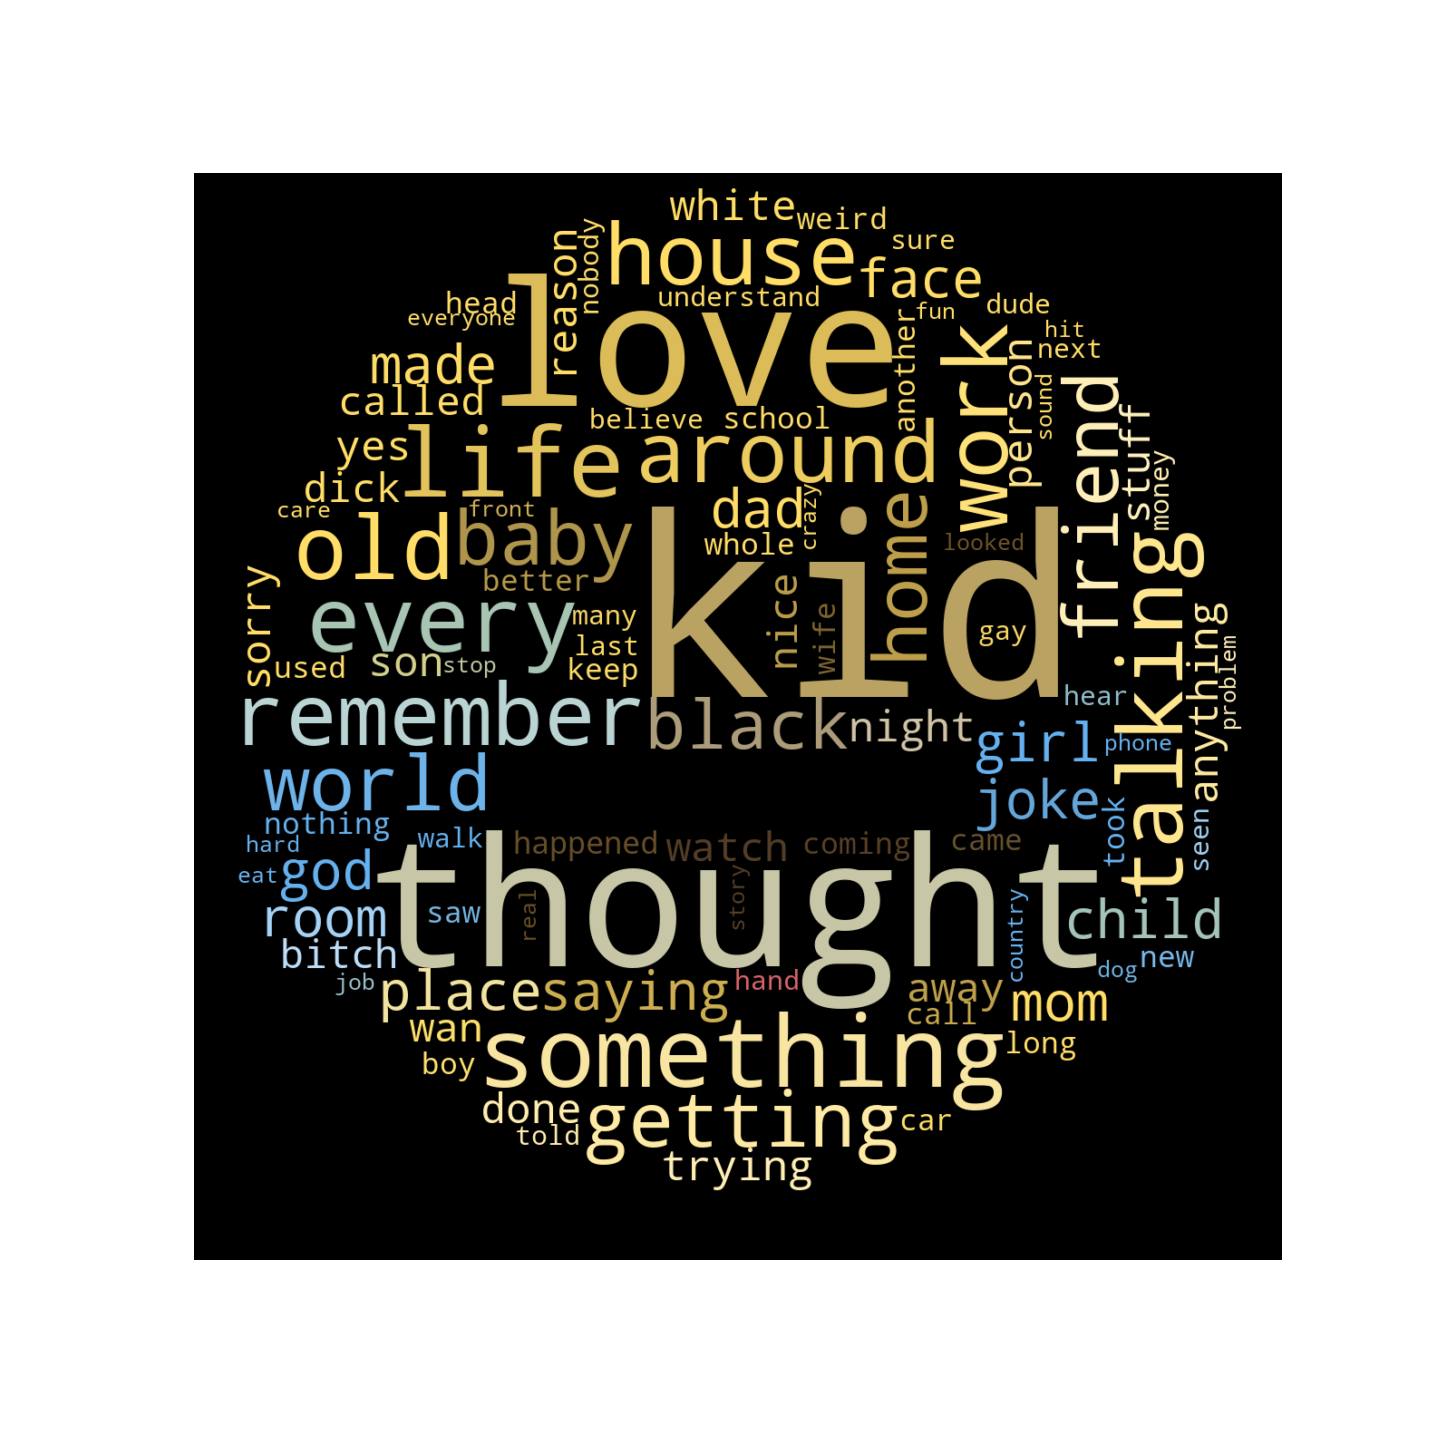 white
weird
house
sure
reason
nobody
face
understand
head
everyone
love
fun
dude
another
hit
next
made
called
work
person
sound
believe
school
friend
stuff
yes
life
around
money
dick
care
front
dad
crazy
old
baby
whole
home
looked
better
kid
talking
sorry
every
many
nice
wife
gay
last
used
son
stop
keep
anything
problem
hear
remember
black
night
girl
phone
world
joke
nothing
took
seen
hard
walk
happened
watch
coming
came
eat
god
thought
room
saw
real
story
country
child
bitch
new
dog
job
place
saying
hand
away
mom
call
wan
something
long
boy
done
getting
car
told
trying